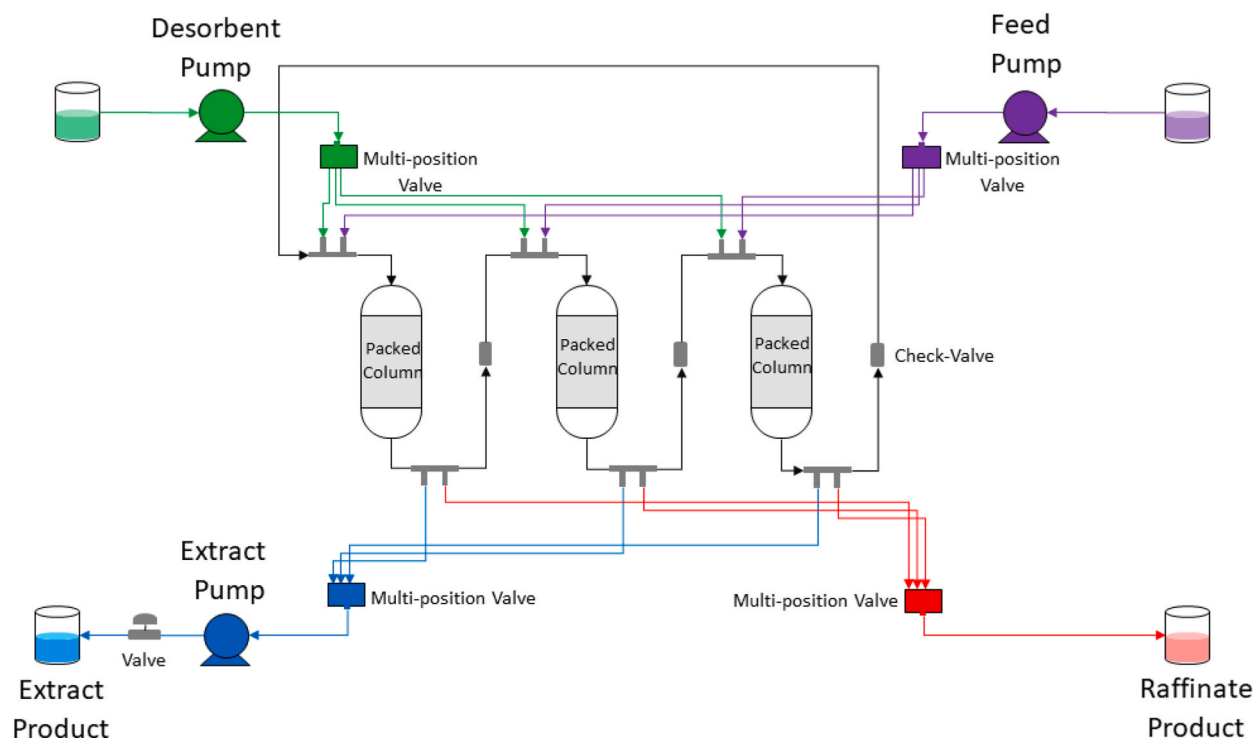 Desorbent
Pump
Feed
Pump
Multi-position
Valve
Multi-position
Valve
Packed
Column
Packed
Column
Packed
Column
Check-Valve
Extract
Pump
Multi-position Valve
Multi-position Valve
Valve
Extract
Product
Raffinate
Product